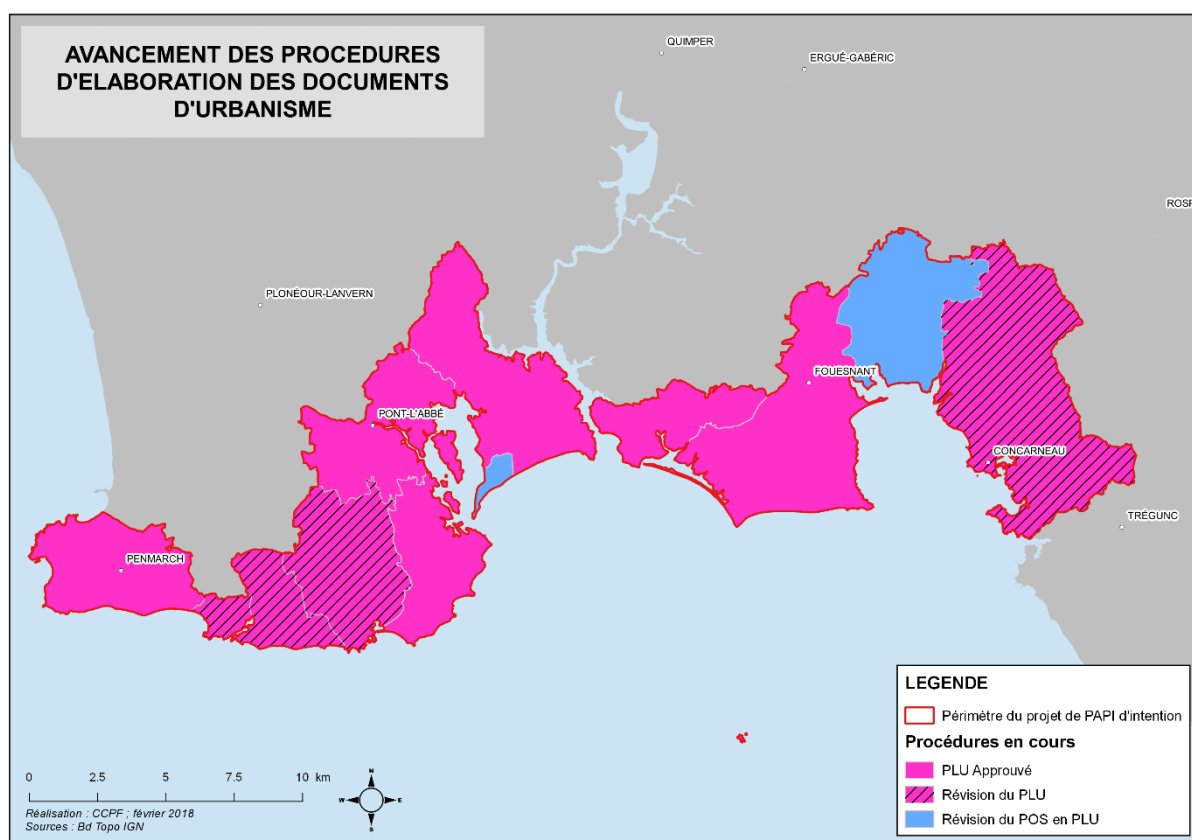 AVANCEMENT DES PROCEDURES
D'ELABORATION DES DOCUMENTS
D'URBANISME
QUIMPER
ERGUÉ-GABÉRIC
ROSP
PLONÉOUR-LANVERN
FOUESNANT
PONT-L'ABBÉ
CONCARNEAU
TRÉGUNC
PENMARCH
LEGENDE
Périmètre du projet de PAPI d'intention
Procédures en cours
PLU Approuvé
Révision du PLU
Révision du POS en PLU
0 2.5 5 7.5 10 km
N
W E
S
Réalisation : CCPF ; février 2018
Sources : Bd Topo IGN